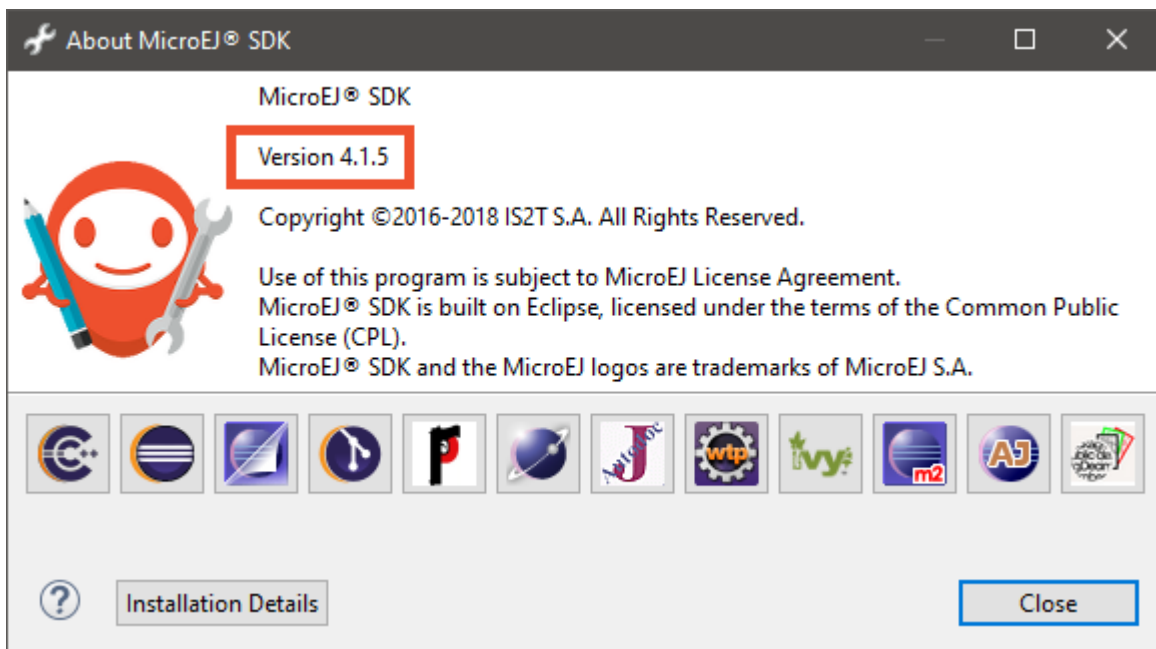 About MicroEJ® SDK
MicroEJ® SDK
Version 4.1.5
Copyright ©2016-2018 IS2T S.A. All Rights Reserved.
Use of this program is subject to MicroEJ License Agreement.
MicroEJ® SDK is built on Eclipse, licensed under the terms of the Common Public
License (CPL).
MicroEJ® SDK and the MicroEJ logos are trademarks of MicroEJ S.A.
C++
J Autodoc
wtp
ivy
m2
AJ
?
Installation Details
Close